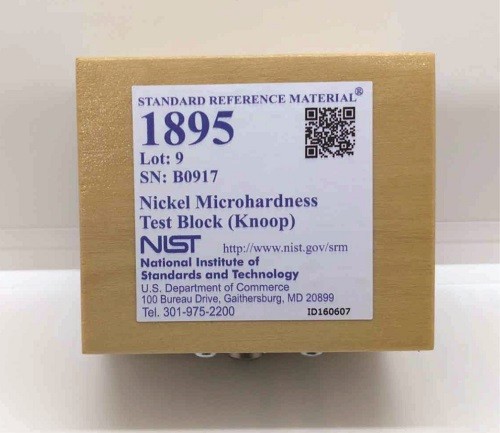 STANDARD REFERENCE MATERIAL®
1895
Lot: 9
SN: B0917
Nickel Microhardness
Test Block (Knoop)
NIST http://www.nist.gov/srm
National Institute of
Standards and Technology
U.S. Department of Commerce
100 Bureau Drive, Gaithersburg, MD 20899
Tel. 301-975-2200 ID160607